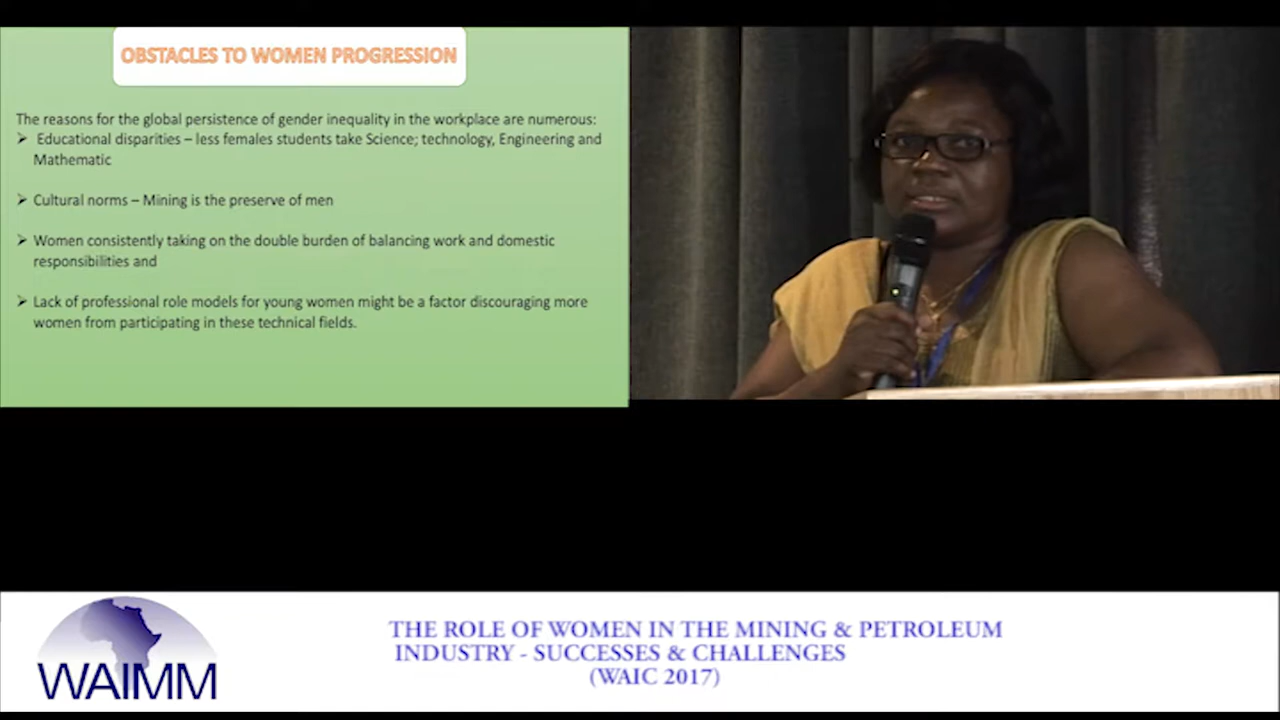 OBSTACLES TO WOMEN PROGRESSION
The reasons for the global persistence of gender inequality in the workplace are numerous:
➢ Educational disparities – less females students take Science; technology, Engineering and
Mathematic
➢ Cultural norms – Mining is the preserve of men
➢ Women consistently taking on the double burden of balancing work and domestic
responsibilities and
➢ Lack of professional role models for young women might be a factor discouraging more
women from participating in these technical fields.
WAIMM
THE ROLE OF WOMEN IN THE MINING & PETROLEUM
INDUSTRY - SUCCESSES & CHALLENGES
(WAIC 2017)